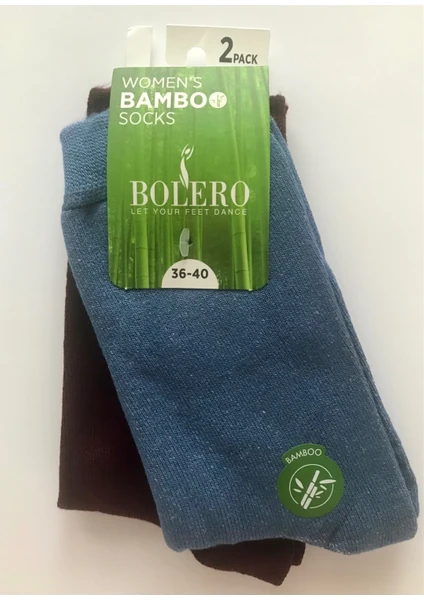 2 PACK
WOMEN'S
BAMBOO
SOCKS
BOLERO
LET YOUR FEET DANCE
36-40
BAMBOO